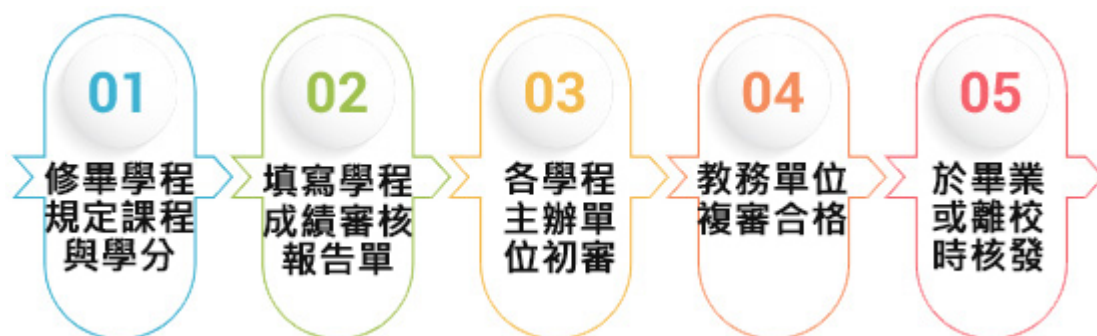 01
修畢學程
規定課程
與學分
02
填寫學程
成績審核
報告單
03
各學程
主辦單
位初審
04
教務單位
複審合格
05
於畢業
或離校
時核發